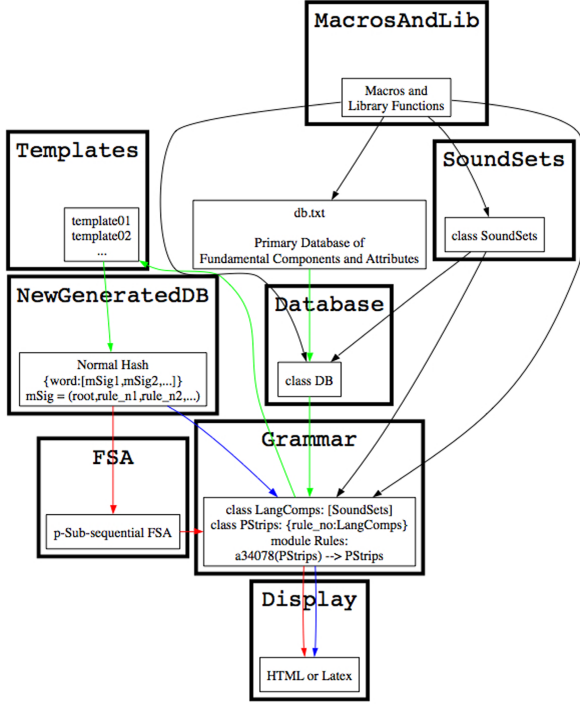 MacrosAndLib
Macros and
Library Functions
Templates
template01
template02
...
SoundSets
class SoundSets
db.txt
Primary Database of
Fundamental Components and Attributes
NewGeneratedDB
Normal Hash
{word:[mSig1,mSig2,...]}
mSig = (root,rule_n1,rule_n2,...)
Database
class DB
FSA
p-Sub-sequential FSA
Grammar
class LangComps: [SoundSets]
class PStrips: {rule_no:LangComps}
module Rules:
a34078(PStrips) --> PStrips
Display
HTML or Latex